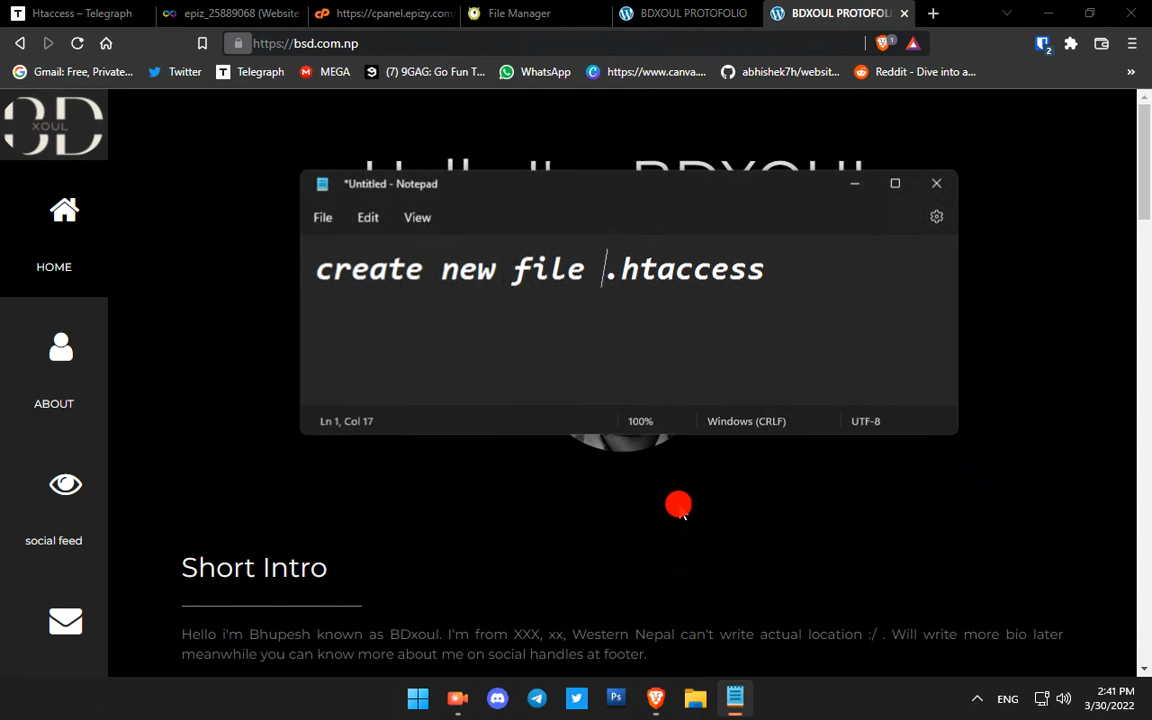 Htaccess – Telegraph
epiz_25889068 (Website
https://cpanel.epizy.com
File Manager
BDXOUL PROTOFOLIO
BDXOUL PROTOFOLI
https://bsd.com.np
1
2
Gmail: Free, Private...
Twitter
Telegraph
MEGA
(7) 9GAG: Go Fun T...
WhatsApp
https://www.canva....
abhishek7h/websit...
Reddit - Dive into a...
»
BD
XOUL
*Untitled - Notepad
File Edit View
create new file .htaccess
Ln 1, Col 17
100%
Windows (CRLF)
UTF-8
HOME
ABOUT
social feed
Short Intro
Hello i'm Bhupesh known as BDxoul. I'm from XXX, xx, Western Nepal can't write actual location :/ . Will write more bio later
meanwhile you can know more about me on social handles at footer.
Ps
ENG
2:41 PM
3/30/2022